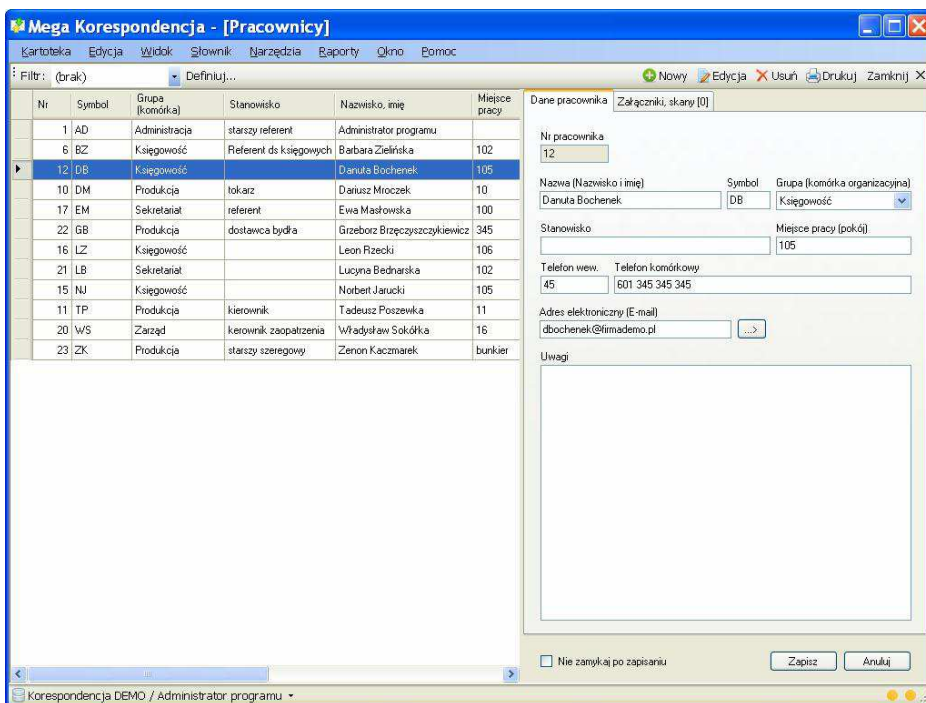 Mega Korespondencja - [Pracownicy]
Kartoteka Edycja Widok Słownik Narzędzia Raporty Okno Pomoc
Filtr: (brak) Definiuj... Nowy Edycja Usuń Drukuj Zamknij
Nr Symbol Grupa (komórka) Stanowisko Nazwisko, imię Miejsce pracy
1 AD Administracja starszy referent Administrator programu
6 BZ Księgowość Referent ds księgowych Barbara Zielińska 102
12 DB Księgowość Danuta Bochenek 105
10 DM Produkcja tokarz Dariusz Mroczek 10
17 EM Sekretariat referent Ewa Masłowska 100
22 GB Produkcja dostawca bydła Grzeborz Brzęczyszczykiewicz 345
16 LZ Księgowość Leon Rzecki 106
21 LB Sekretariat Lucyna Bednarska 102
15 NJ Księgowość Norbert Jarucki 105
11 TP Produkcja kierownik Tadeusz Poszewka 11
20 WS Zarząd kerownik zaopatrzenia Władysław Sokółka 16
23 ZK Produkcja starszy szeregowy Zenon Kaczmarek bunkier
Dane pracownika Załączniki, skany [0]
Nr pracownika
12
Nazwa (Nazwisko i imię) Symbol Grupa (komórka organizacyjna)
Danuta Bochenek DB Księgowość
Stanowisko Miejsce pracy (pokój)
105
Telefon wew. Telefon komórkowy
45 601 345 345 345
Adres elektroniczny (E-mail)
dbochenek@firmademo.pl ...>
Uwagi
Nie zamykaj po zapisaniu Zapisz Anuluj
Korespondencja DEMO / Administrator programu